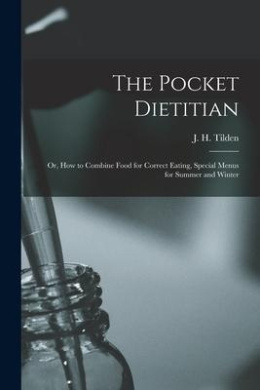 The Pocket
Dietitian
Or, How to Combine Food for Correct Eating, Special Menus
for Summer and Winter
J. H. Tilden